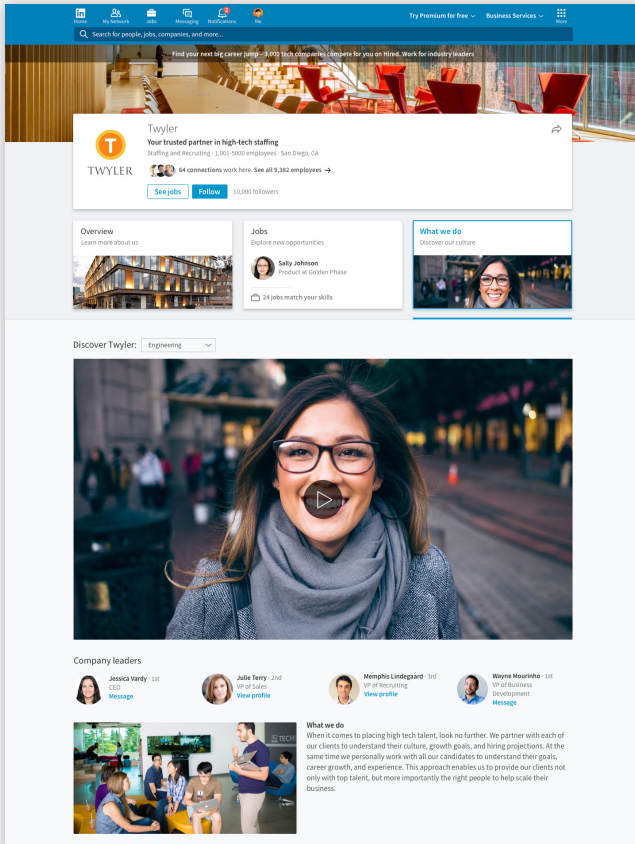 in
2
Home My Network Jobs Messaging Notifications Me Try Premium for free Business Services More
Search for people, jobs, companies, and more...
Find your next big career jump - 3,000 tech companies compete for you on Hired. Work for industry leaders
T
TWYLER
Twyler
Your trusted partner in high-tech staffing
Staffing and Recruiting · 1,001-5000 employees · San Diego, CA
64 connections work here. See all 9,382 employees →
See jobs Follow 10,000 followers
Overview
Learn more about us
Jobs
Explore new opportunities
Sally Johnson
Product at Golden Phase
24 jobs match your skills
What we do
Discover our culture
Discover Twyler: Engineering
Company leaders
Jessica Vardy · 1st
CEO
Message
Julie Terry · 2nd
VP of Sales
View profile
Memphis Lindegaard · 3rd
VP of Recruiting
View profile
Wayne Mourinho · 1st
VP of Business
Development
Message
TECH
What we do
When it comes to placing high tech talent, look no further. We partner with each of
our clients to understand their culture, growth goals, and hiring projections. At the
same time we personally work with all our candidates to understand their goals,
career growth, and experience. This approach enables us to provide our clients not
only with top talent, but more importantly the right people to help scale their
business.